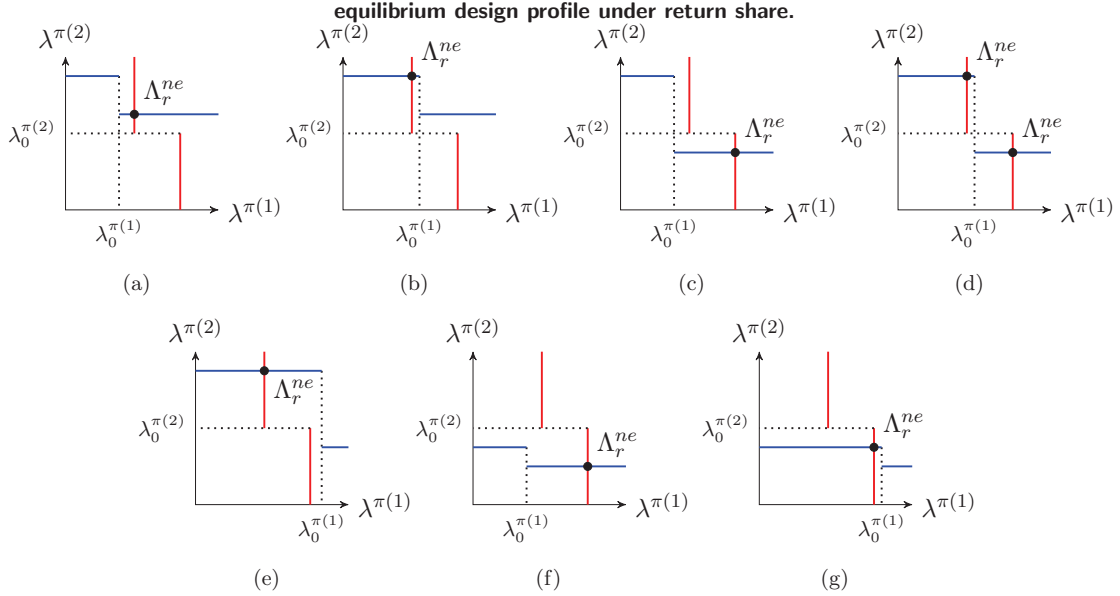 equilibrium design profile under return share.
λ^{π(2)} λ^{π(2)} λ^{π(2)} λ^{π(2)}
Λ_r^{ne} Λ_r^{ne} Λ_r^{ne} Λ_r^{ne}
λ_0^{π(2)} λ_0^{π(2)} λ_0^{π(2)} λ_0^{π(2)}
λ_0^{π(1)} λ^{π(1)} λ_0^{π(1)} λ^{π(1)} λ_0^{π(1)} λ^{π(1)} λ_0^{π(1)} λ^{π(1)}
(a) (b) (c) (d)
λ^{π(2)} λ^{π(2)} λ^{π(2)}
Λ_r^{ne} Λ_r^{ne} Λ_r^{ne}
λ_0^{π(2)} λ_0^{π(2)} λ_0^{π(2)}
λ_0^{π(1)} λ^{π(1)} λ_0^{π(1)} λ^{π(1)} λ_0^{π(1)} λ^{π(1)}
(e) (f) (g)